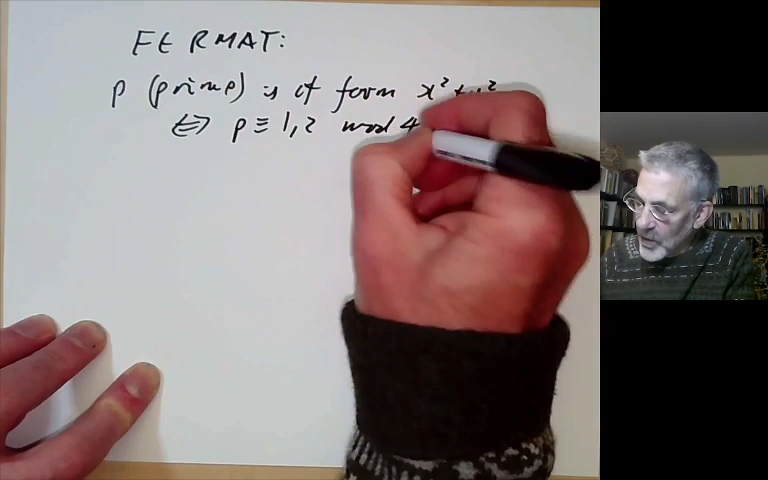 FERMAT:
p (prime) is of form x² + y²
⇔ p ≡ 1, 2 mod 4